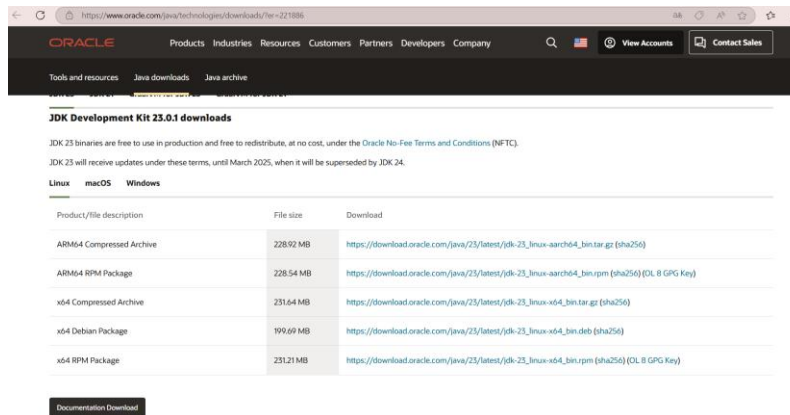 https://www.oracle.com/java/technologies/downloads/?er=221886
ORACLE Products Industries Resources Customers Partners Developers Company View Accounts Contact Sales
Tools and resources Java downloads Java archive
JDK Development Kit 23.0.1 downloads
JDK 23 binaries are free to use in production and free to redistribute, at no cost, under the Oracle No-Fee Terms and Conditions (NFTC).
JDK 23 will receive updates under these terms, until March 2025, when it will be superseded by JDK 24.
Linux macOS Windows
Product/file description File size Download
ARM64 Compressed Archive 228.92 MB https://download.oracle.com/java/23/latest/jdk-23_linux-aarch64_bin.tar.gz (sha256)
ARM64 RPM Package 228.54 MB https://download.oracle.com/java/23/latest/jdk-23_linux-aarch64_bin.rpm (sha256) (OL 8 GPG Key)
x64 Compressed Archive 231.64 MB https://download.oracle.com/java/23/latest/jdk-23_linux-x64_bin.tar.gz (sha256)
x64 Debian Package 199.69 MB https://download.oracle.com/java/23/latest/jdk-23_linux-x64_bin.deb (sha256)
x64 RPM Package 231.21 MB https://download.oracle.com/java/23/latest/jdk-23_linux-x64_bin.rpm (sha256) (OL 8 GPG Key)
Documentation Download